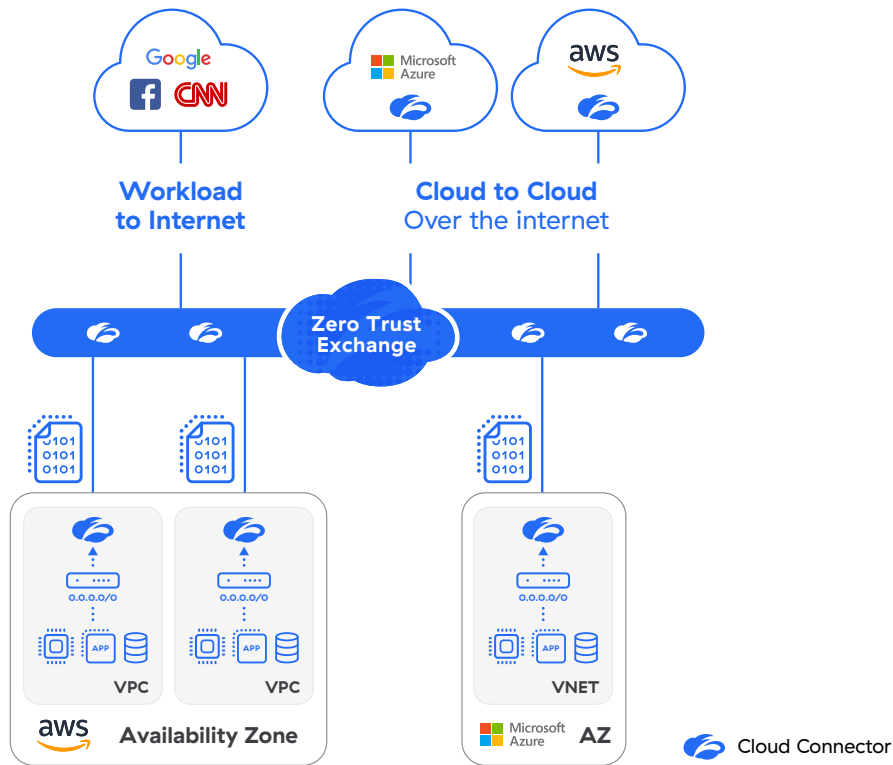 Google
CNN
Microsoft
Azure
aws
Workload
to Internet
Cloud to Cloud
Over the internet
Zero Trust
Exchange
0101
0101
0101
0101
0101
0101
0101
0101
0101
0.0.0.0/0
0.0.0.0/0
0.0.0.0/0
APP
APP
APP
VPC
VPC
VNET
aws
Availability Zone
Microsoft
Azure
AZ
Cloud Connector